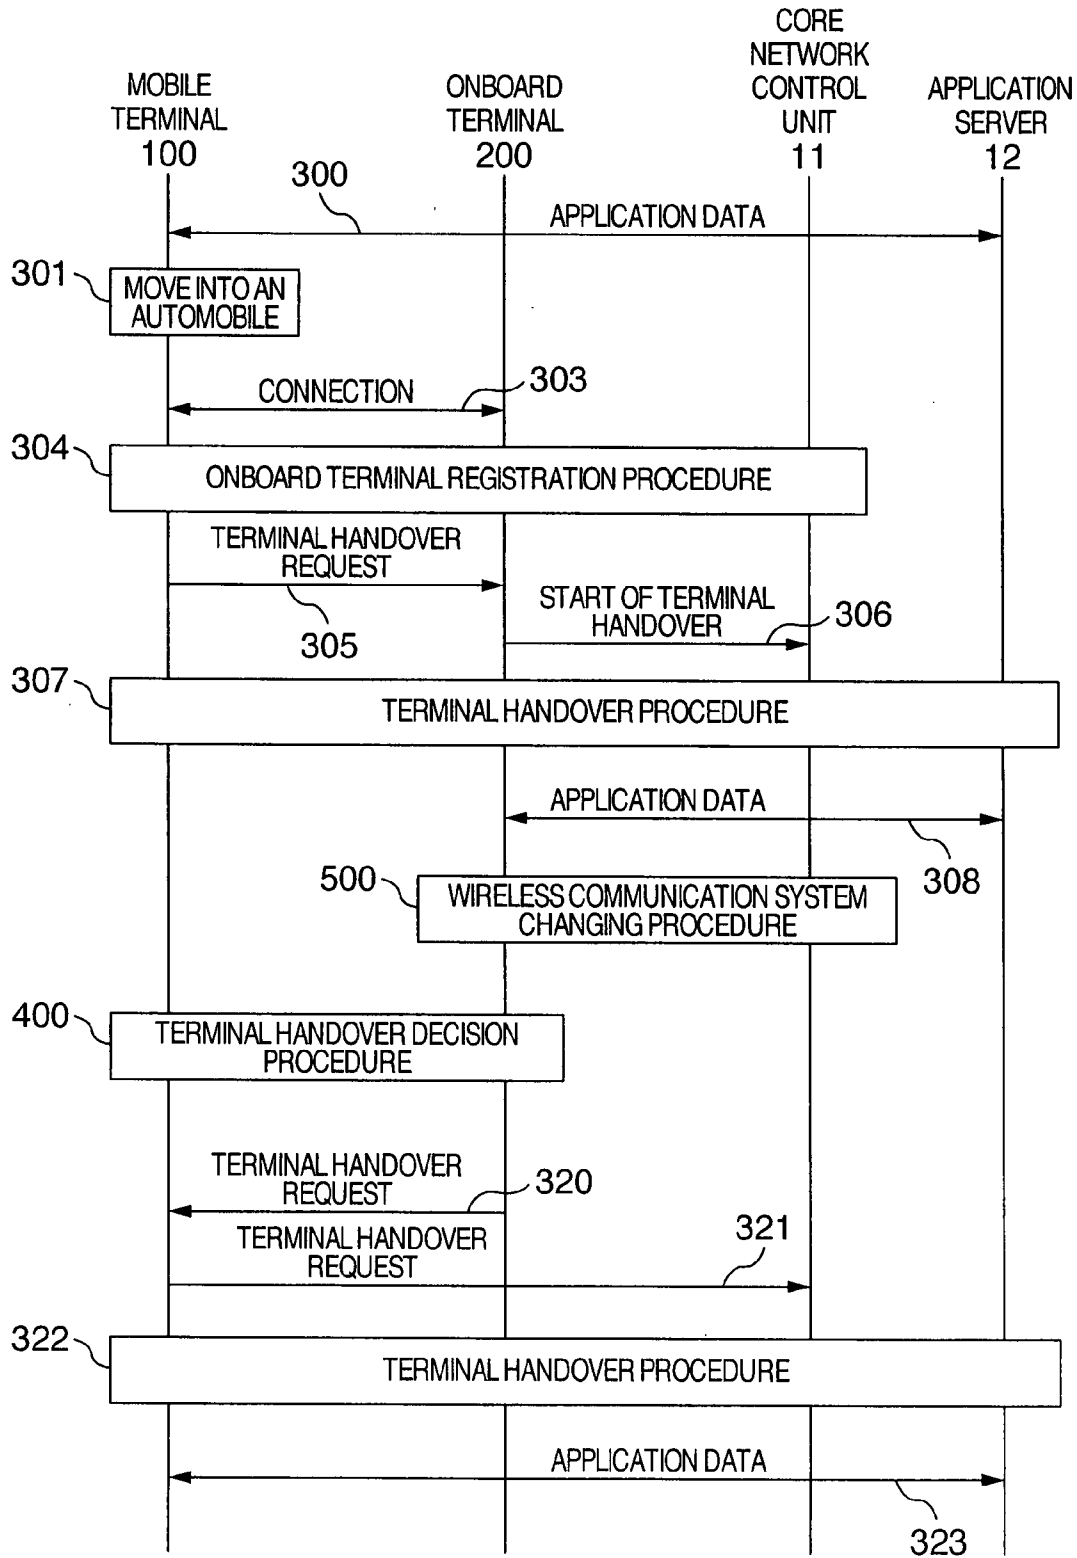 MOBILE
TERMINAL
100
ONBOARD
TERMINAL
200
CORE
NETWORK
CONTROL
UNIT
11
APPLICATION
SERVER
12
300
APPLICATION DATA
301
MOVE INTO AN
AUTOMOBILE
CONNECTION
303
304
ONBOARD TERMINAL REGISTRATION PROCEDURE
TERMINAL HANDOVER
REQUEST
305
START OF TERMINAL
HANDOVER
306
307
TERMINAL HANDOVER PROCEDURE
APPLICATION DATA
308
500
WIRELESS COMMUNICATION SYSTEM
CHANGING PROCEDURE
400
TERMINAL HANDOVER DECISION
PROCEDURE
TERMINAL HANDOVER
REQUEST
320
TERMINAL HANDOVER
REQUEST
321
322
TERMINAL HANDOVER PROCEDURE
APPLICATION DATA
323